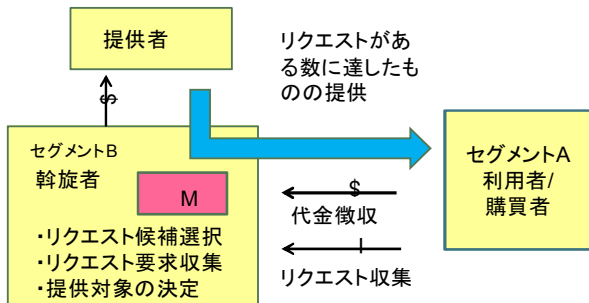 提供者
リクエストがあ
る数に達したも
のの提供
$
セグメントB
斡旋者
M
・リクエスト候補選択
・リクエスト要求収集
・提供対象の決定
$
代金徴収
I
リクエスト収集
セグメントA
利用者/
購買者